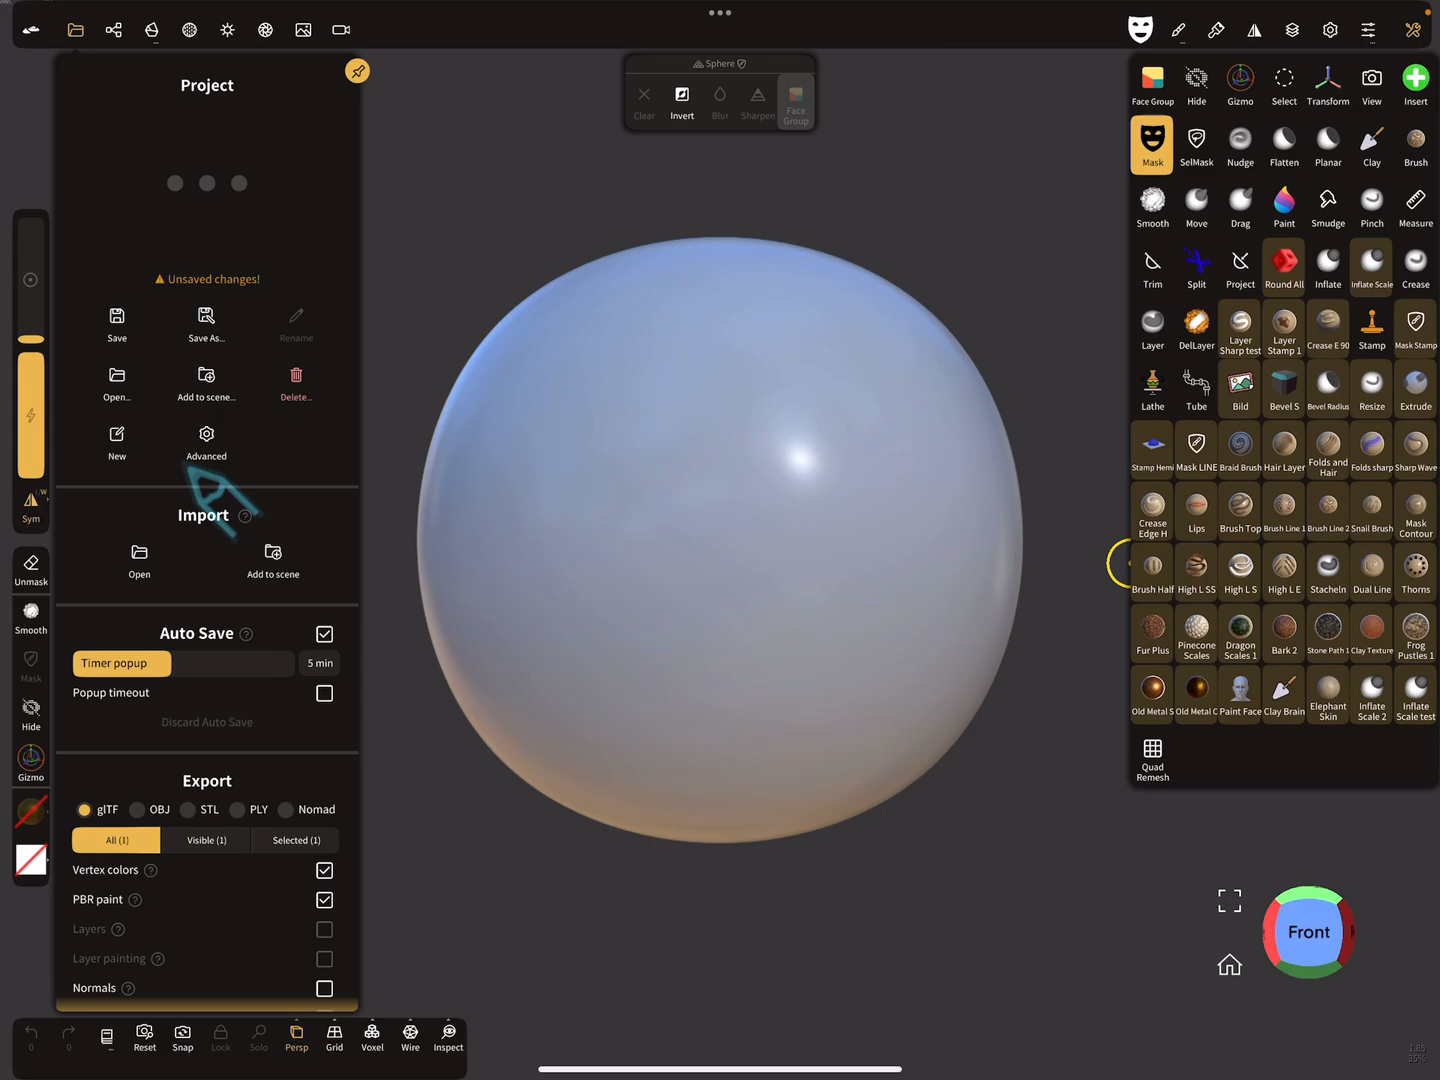 Project
Unsaved changes!
Save
Save As...
Rename
Open...
Add to scene...
Delete...
New
Advanced
Import ?
Open
Add to scene
Auto Save ?
Timer popup
5 min
Popup timeout
Discard Auto Save
Export
glTF
OBJ
STL
PLY
Nomad
All (1)
Visible (1)
Selected (1)
Vertex colors ?
PBR paint ?
Layers ?
Layer painting ?
Normals ?
Sym
Unmask
Smooth
Mask
Hide
Gizmo
0
0
...
Reset
Snap
Lock
Solo
Persp
Grid
Voxel
Wire
Inspect
Sphere
Clear
Invert
Blur
Sharpen
Face
Group
Face Group
Hide
Gizmo
Select
Transform
View
Insert
Mask
SelMask
Nudge
Flatten
Planar
Clay
Brush
Smooth
Move
Drag
Paint
Smudge
Pinch
Measure
Trim
Split
Project
Round All
Inflate
Inflate Scale
Crease
Layer
DelLayer
Layer
Sharp test
Layer
Stamp 1
Crease E 90
Stamp
Mask Stamp
Lathe
Tube
Bild
Bevel S
Bevel Radius
Resize
Extrude
Stamp Hemi
Mask LINE
Braid Brush
Hair Layer
Folds and
Hair
Folds sharp
Sharp Wave
Crease
Edge H
Lips
Brush Top
Brush Line 1
Brush Line 2
Snail Brush
Mask
Contour
Brush Half
High L SS
High L S
High L E
Stacheln
Dual Line
Thorns
Fur Plus
Pinecone
Scales
Dragon
Scales 1
Bark 2
Stone Path 1
Clay Texture
Frog
Pustles 1
Old Metal S
Old Metal C
Paint Face
Clay Brain
Elephant
Skin
Inflate
Scale 2
Inflate
Scale test
Quad
Remesh
Front
1.85
35%